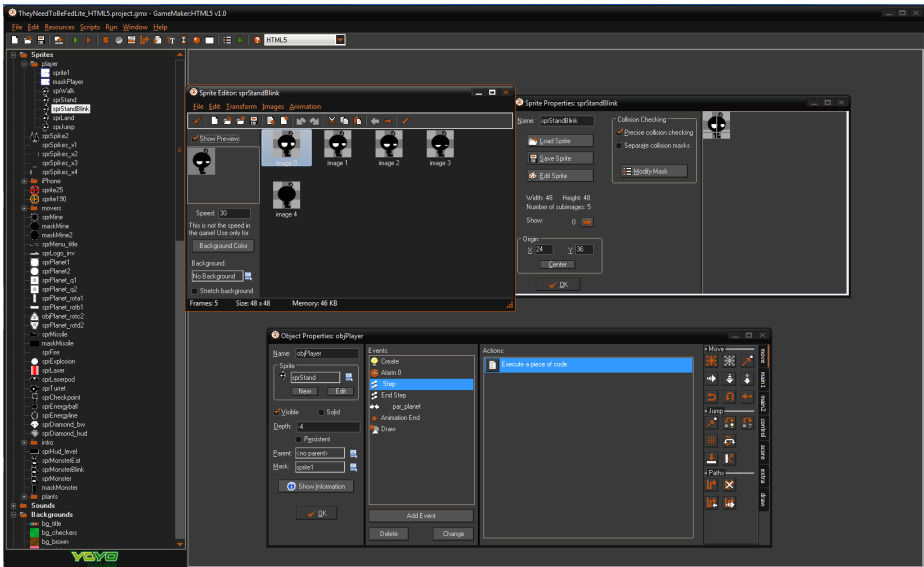 TheyNeedToBeFedLite_HTML5.project.gmx - GameMaker:HTML5 v1.0
File Edit Resources Scripts Run Window Help
HTML5
Sprites
player
sprite1
maskPlayer
sprWalk
sprStand
sprStandBlink
sprLand
sprJump
sprSpike2
sprSpikes_x1
sprSpikes_x2
sprSpikes_x3
sprSpikes_x4
iPhone
sprite25
sprite190
movers
sprMine
maskMine
maskMine2
sprMenu_title
sprLogo_inv
sprPlanet1
sprPlanet2
sprPlanet_q1
sprPlanet_q2
sprPlanet_rota1
sprPlanet_rotb1
objPlanet_rotc2
sprPlanet_rotd2
sprMissile
maskMissile
sprFire
sprExplosion
sprLaser
sprLaserpod
sprTurret
sprCheckpoint
sprEnergyball
sprEnergyline
sprDiamond_bw
sprDiamond_hud
intro
sprHud_level
sprMonsterEat
sprMonsterBlink
sprMonster
maskMonster
plants
Sounds
Backgrounds
bg_title
bg_checkers
bg_brown
YOYO
Sprite Editor: sprStandBlink
File Edit Transform Images Animation
Show Preview
image 0
image 1
image 2
image 3
image 4
Speed: 30
This is not the speed in
the game! Use only for
Background Color
Background:
No Background
Stretch background
Frames: 5 Size: 48 x 48 Memory: 46 KB
Sprite Properties: sprStandBlink
Name: sprStandBlink
Load Sprite
Save Sprite
Edit Sprite
Width: 48 Height: 48
Number of subimages: 5
Show: 0
Origin
X 24 Y 36
Center
OK
Collision Checking
Precise collision checking
Separate collision masks
Modify Mask
Object Properties: objPlayer
Name: objPlayer
Sprite
sprStand
New Edit
Visible Solid
Depth: -4
Persistent
Parent: <no parent>
Mask: sprite1
Show Information
OK
Events:
Create
Alarm 0
Step
End Step
par_planet
Animation End
Draw
Add Event
Delete Change
Actions:
Execute a piece of code
Move
Jump
Paths
move
main1
main2
control
score
extra
draw